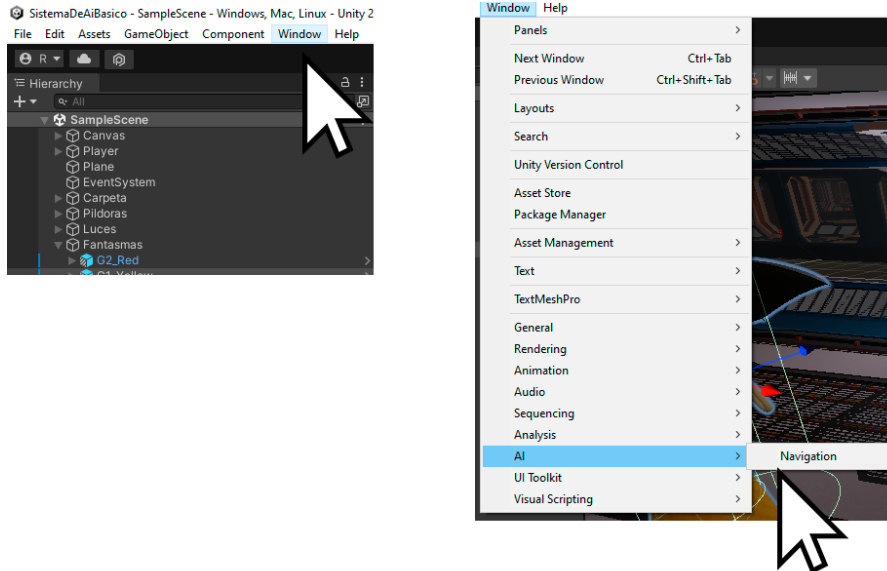 SistemaDeAiBasico - SampleScene - Windows, Mac, Linux - Unity 2
File Edit Assets GameObject Component Window Help
R
Hierarchy
All
SampleScene
Canvas
Player
Plane
EventSystem
Carpeta
Pildoras
Luces
Fantasmas
G2_Red
G1_Yellow
Window Help
Panels
Next Window Ctrl+Tab
Previous Window Ctrl+Shift+Tab
Layouts
Search
Unity Version Control
Asset Store
Package Manager
Asset Management
Text
TextMeshPro
General
Rendering
Animation
Audio
Sequencing
Analysis
AI
Navigation
UI Toolkit
Visual Scripting